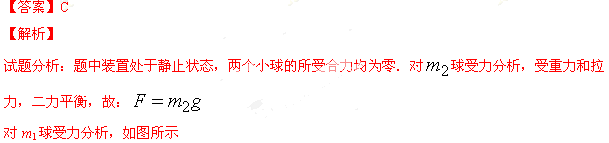 【答案】C
【解析】
试题分析：题中装置处于静止状态，两个小球的所受合力均为零．对m₂球受力分析，受重力和拉
力，二力平衡，故：F=m₂g
对m₁球受力分析，如图所示